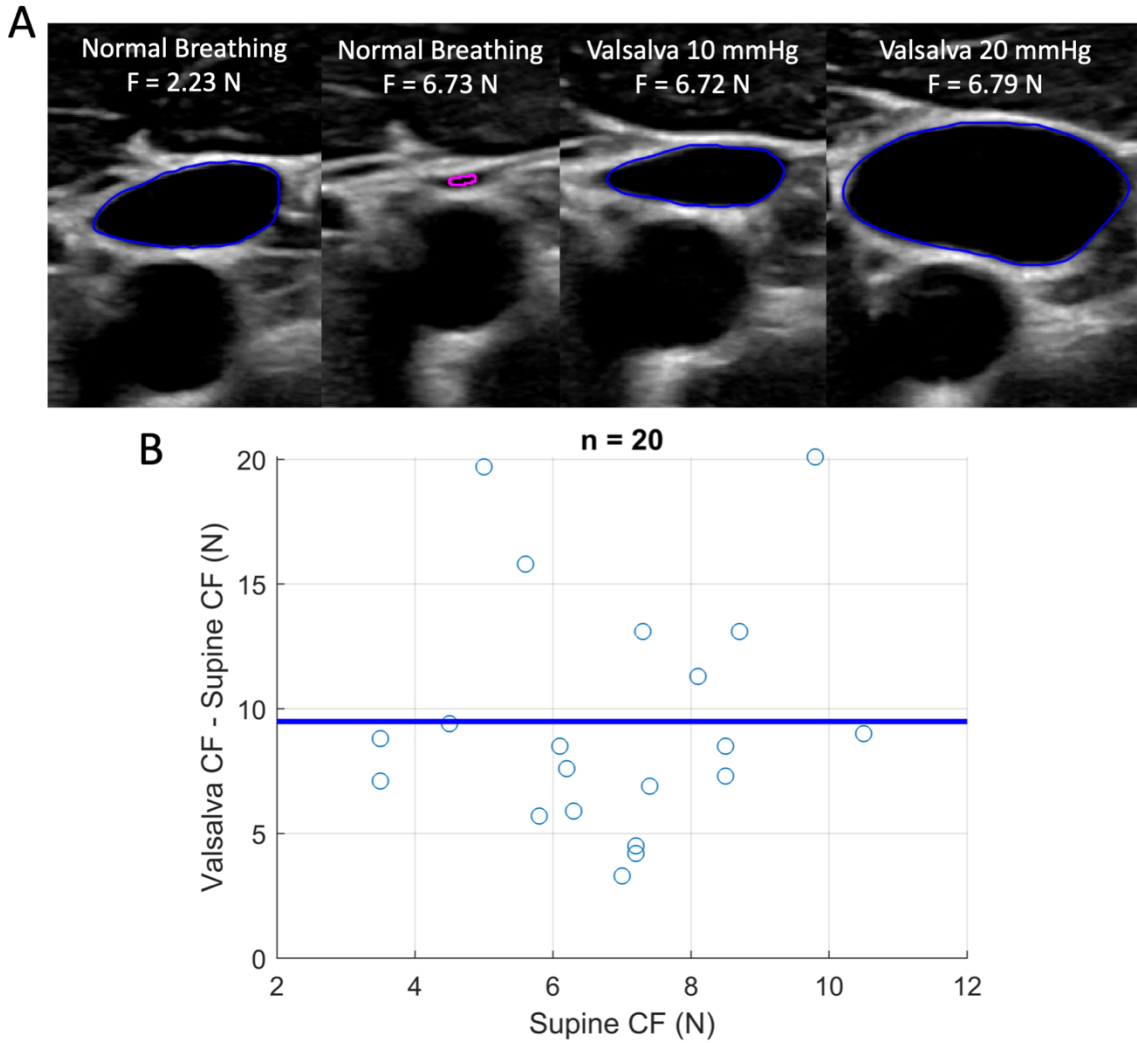 A
Normal Breathing
F = 2.23 N
Normal Breathing
F = 6.73 N
Valsalva 10 mmHg
F = 6.72 N
Valsalva 20 mmHg
F = 6.79 N
B
n = 20
20
15
10
5
0
Valsalva CF - Supine CF (N)
2 4 6 8 10 12
Supine CF (N)